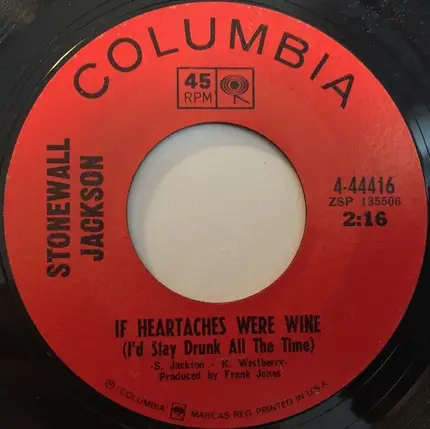 COLUMBIA
45
RPM
STONEWALL
JACKSON
4-44416
ZSP 135506
2:16
IF HEARTACHES WERE WINE
(I'd Stay Drunk All The Time)
-S. Jackson - K. Westberry-
Produced by Frank Jones
® "COLUMBIA" MARCAS REG. PRINTED IN U.S.A.